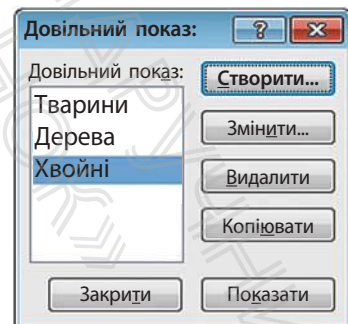 Довільний показ:
Довільний показ:
Тварини
Дерева
Хвойні
Створити...
Змінити...
Видалити
Копіювати
Закрити
Показати